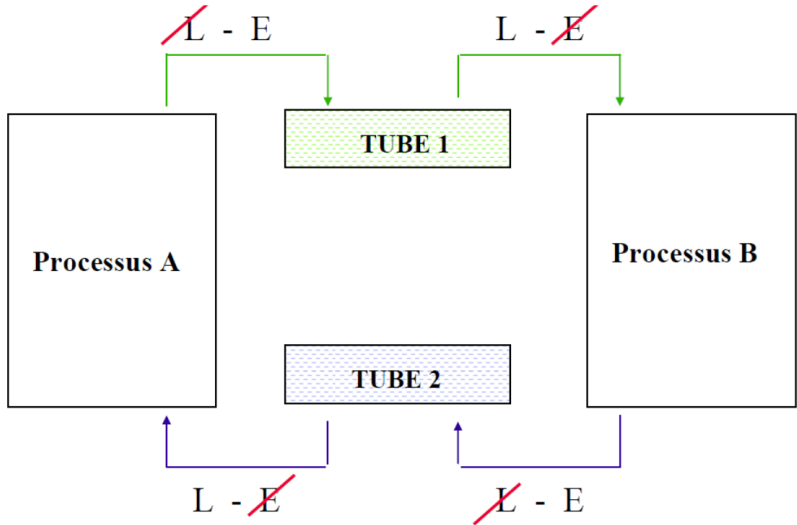 L - E
L - E
TUBE 1
Processus A
Processus B
TUBE 2
L - E
L - E